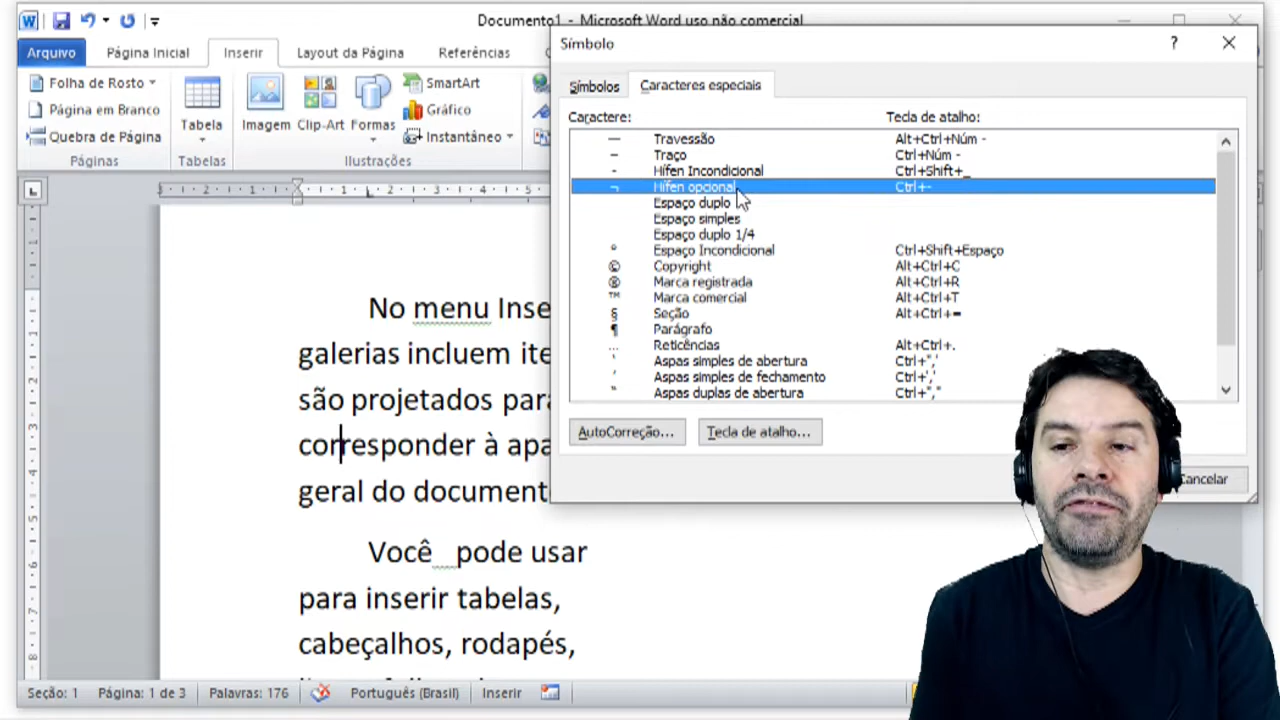 Documento1 - Microsoft Word uso não comercial
Arquivo Página Inicial Inserir Layout da Página Referências
Folha de Rosto
Página em Branco
Quebra de Página
Páginas
Tabela
Tabelas
Imagem Clip-Art Formas
SmartArt
Gráfico
Instantâneo
Ilustrações
Símbolo
Símbolos Caracteres especiais
Caractere: Tecla de atalho:
— Travessão Alt+Ctrl+Núm -
– Traço Ctrl+Núm -
- Hífen Incondicional Ctrl+Shift+_
¬ Hífen opcional Ctrl+-
Espaço duplo
Espaço simples
Espaço duplo 1/4
° Espaço Incondicional Ctrl+Shift+Espaço
© Copyright Alt+Ctrl+C
® Marca registrada Alt+Ctrl+R
™ Marca comercial Alt+Ctrl+T
§ Seção Alt+Ctrl+=
¶ Parágrafo
… Reticências Alt+Ctrl+.
‘ Aspas simples de abertura Ctrl+",'
’ Aspas simples de fechamento Ctrl+','
“ Aspas duplas de abertura Ctrl+","
AutoCorreção... Tecla de atalho...
Cancelar
No menu Inse
galerias incluem ite
são projetados para
corresponder à apa
geral do document
Você pode usar
para inserir tabelas,
cabeçalhos, rodapés,
Seção: 1 Página: 1 de 3 Palavras: 176 Português (Brasil) Inserir